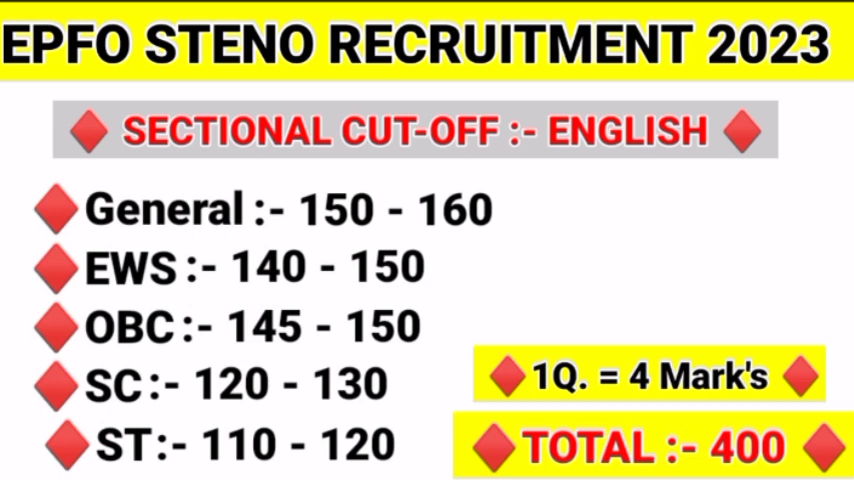 EPFO STENO RECRUITMENT 2023
♦ SECTIONAL CUT-OFF :- ENGLISH ♦
♦General :- 150 - 160
♦EWS :- 140 - 150
♦OBC :- 145 - 150
♦SC :- 120 - 130
♦ST:- 110 - 120
♦1Q. = 4 Mark's ♦
♦TOTAL :- 400 ♦